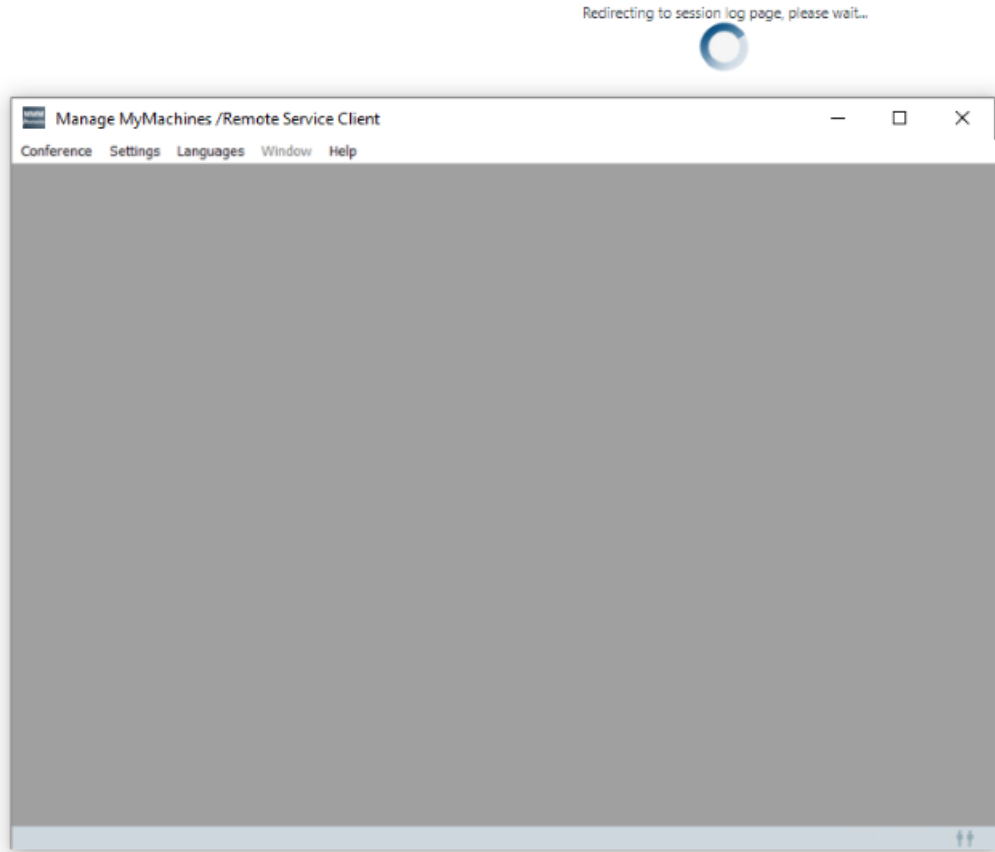 Redirecting to session log page, please wait...
Manage MyMachines /Remote Service Client
Conference Settings Languages Window Help